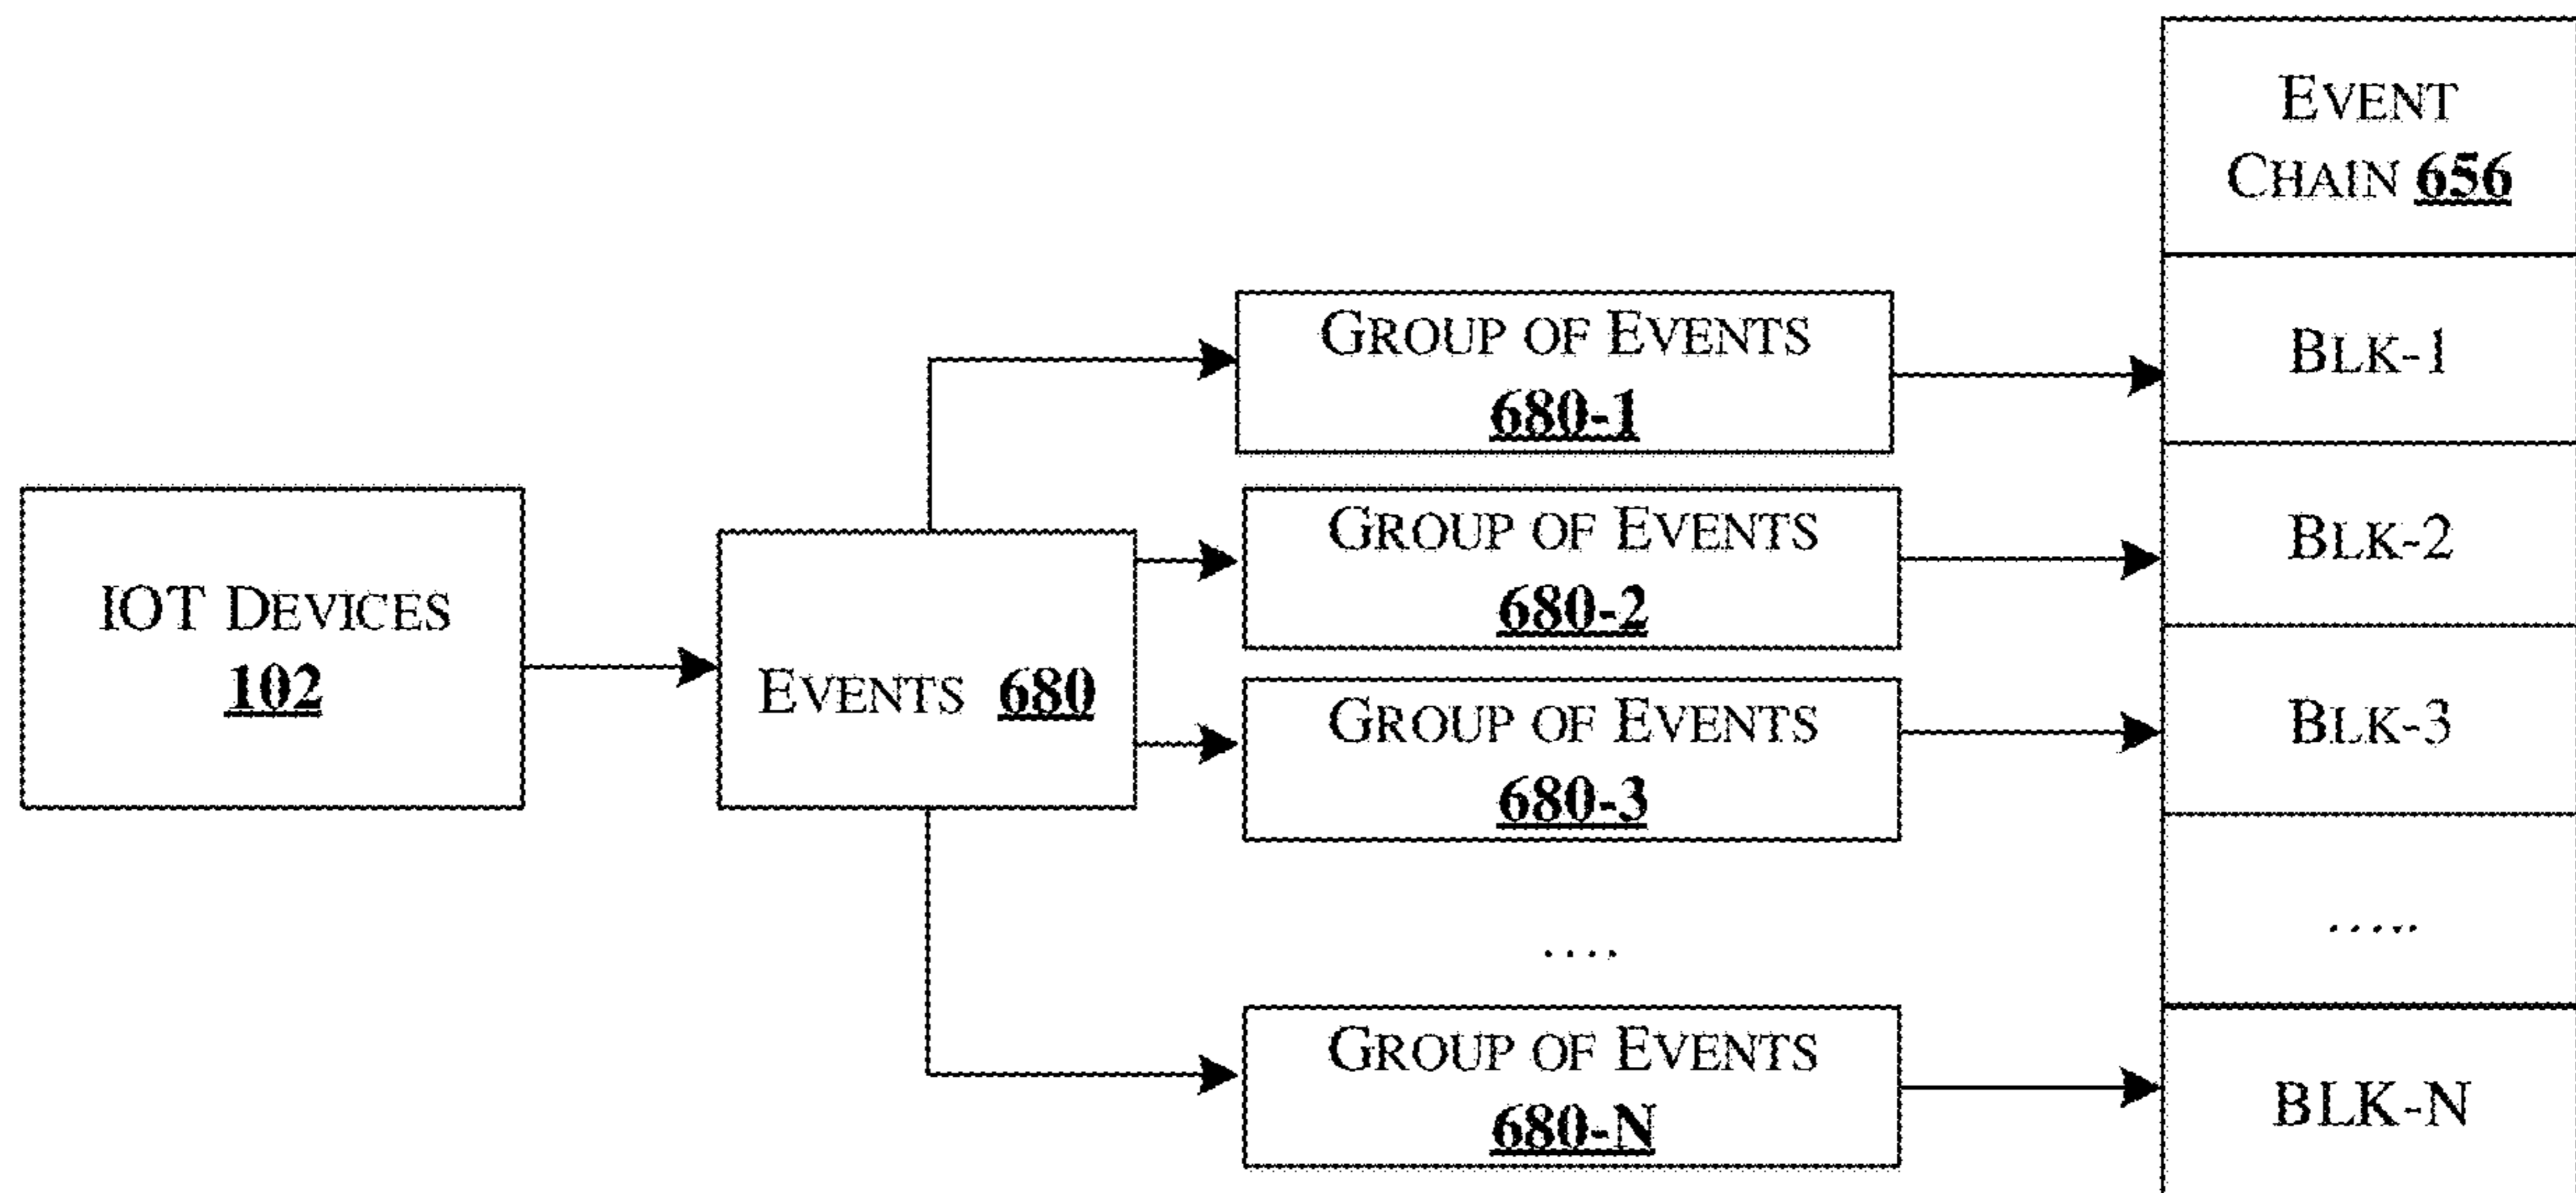 EVENT
CHAIN 656
GROUP OF EVENTS
680-1
BLK-1
GROUP OF EVENTS
680-2
BLK-2
IOT DEVICES
102
EVENTS 680
GROUP OF EVENTS
680-3
BLK-3
....
.....
GROUP OF EVENTS
680-N
BLK-N